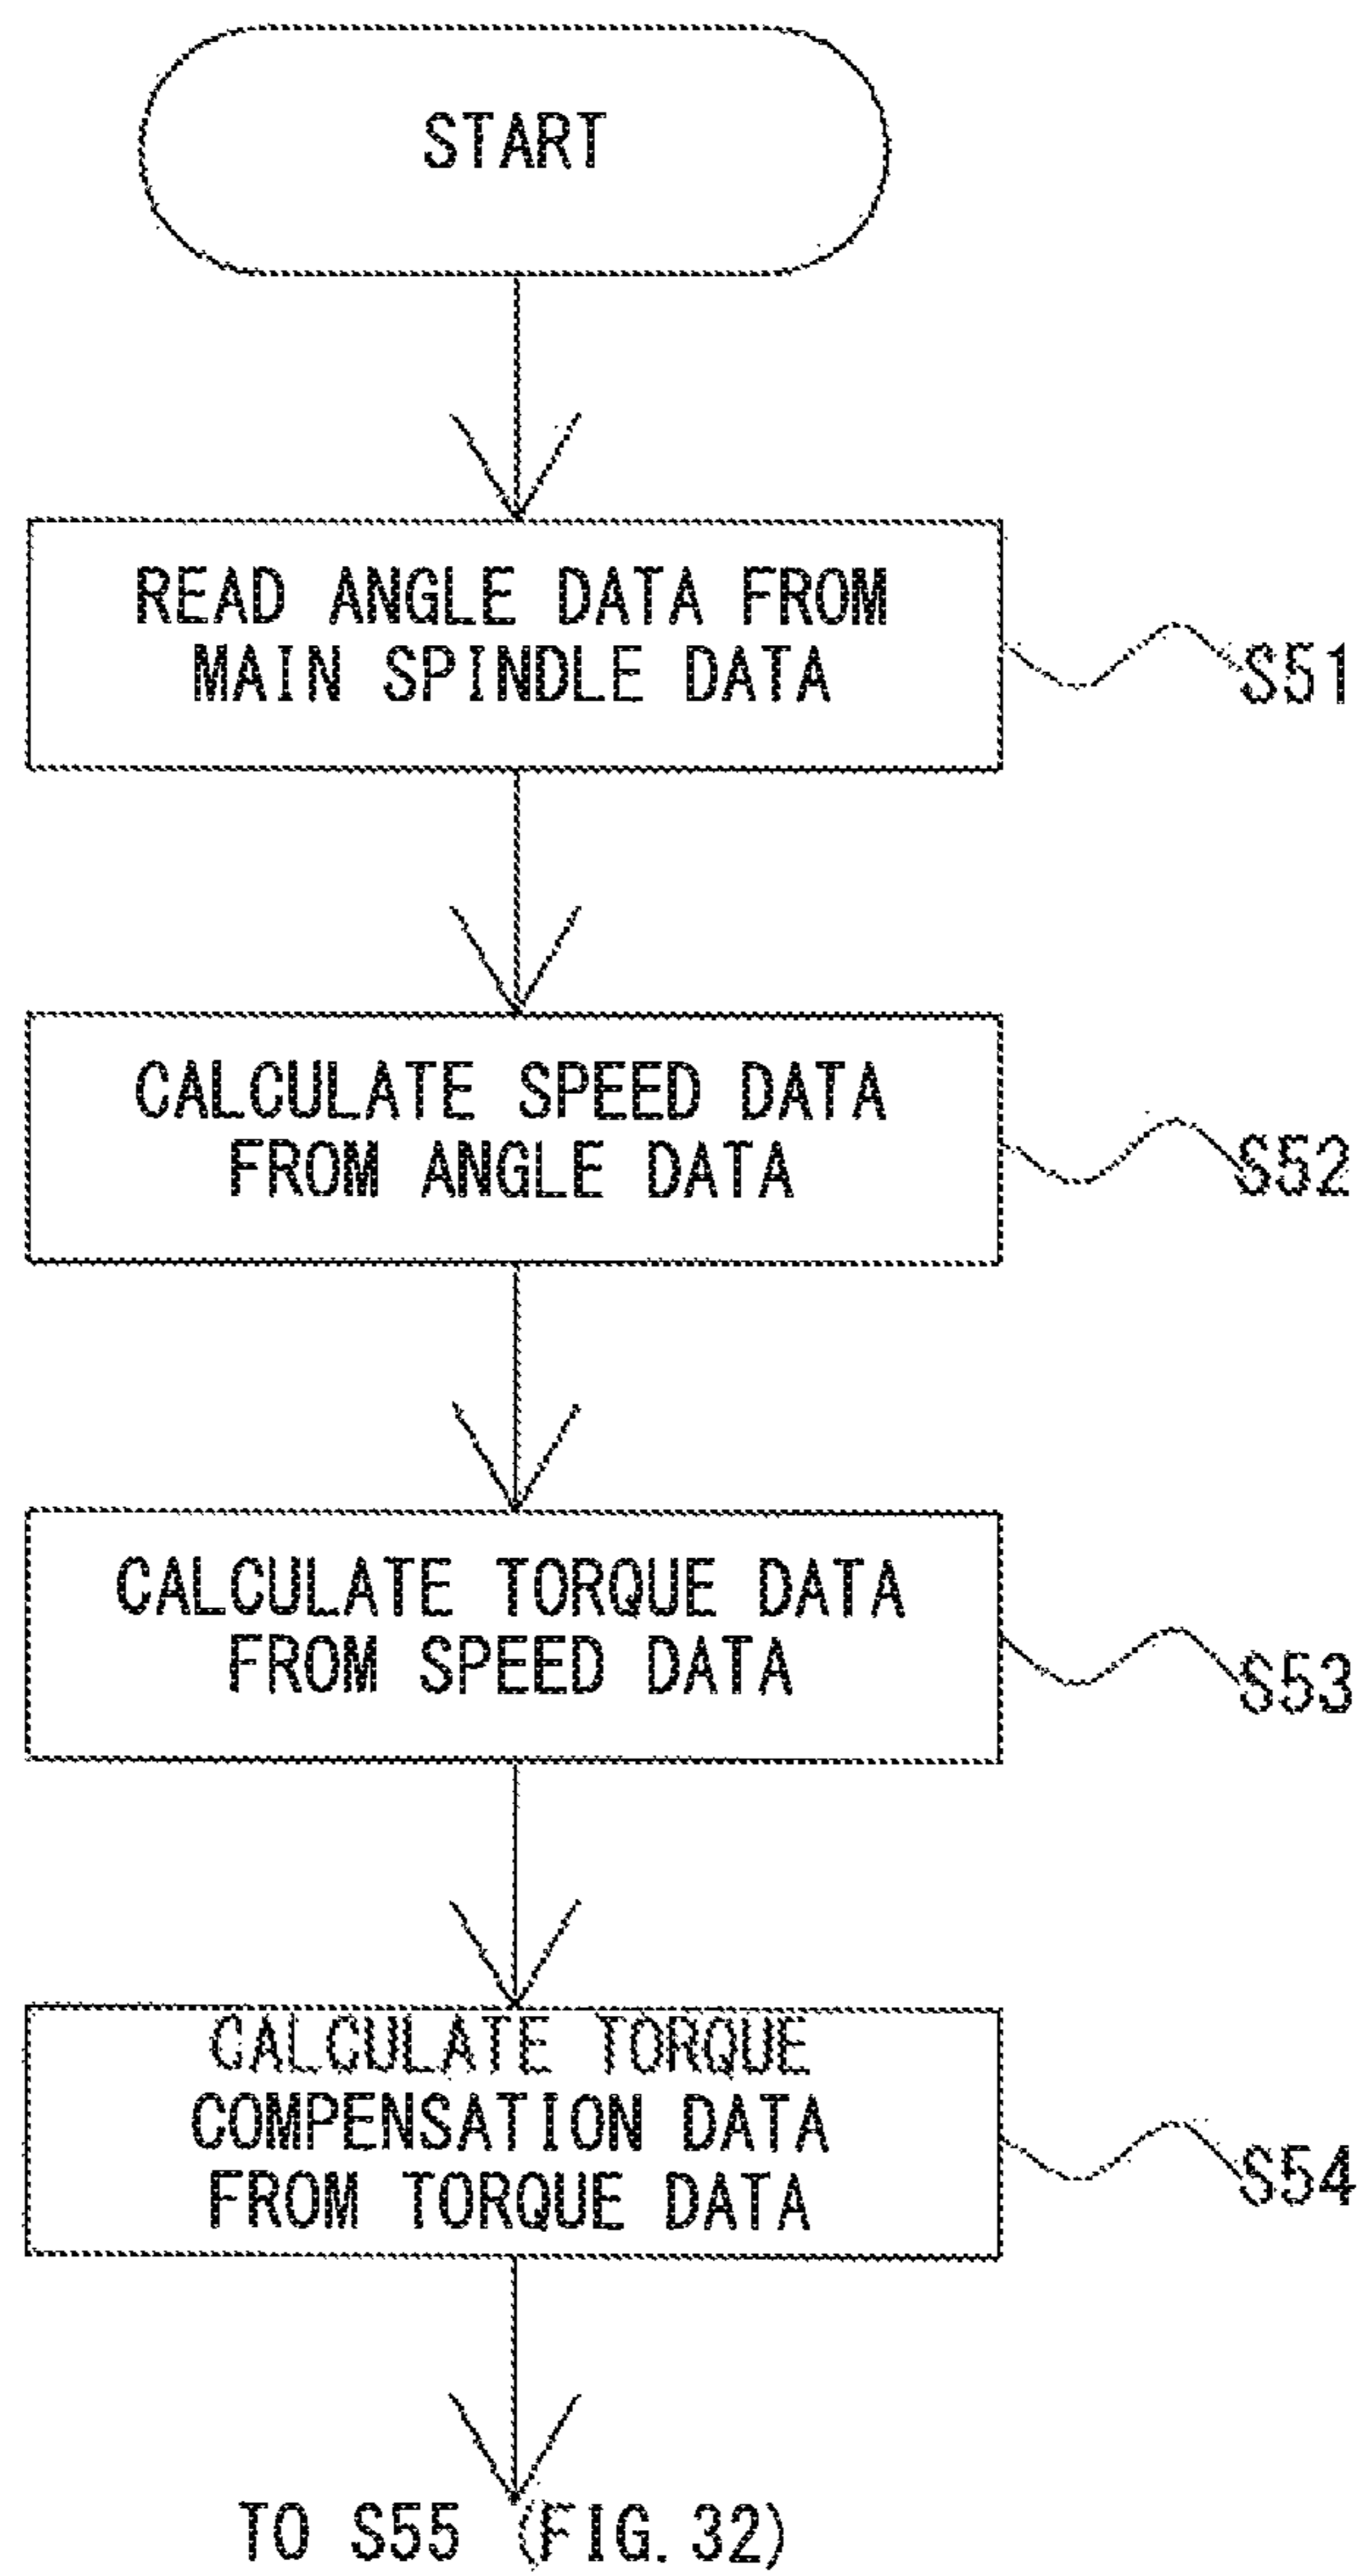 START
READ ANGLE DATA FROM
MAIN SPINDLE DATA
S51
CALCULATE SPEED DATA
FROM ANGLE DATA
S52
CALCULATE TORQUE DATA
FROM SPEED DATA
S53
CALCULATE TORQUE
COMPENSATION DATA
FROM TORQUE DATA
S54
TO S55 (FIG. 32)